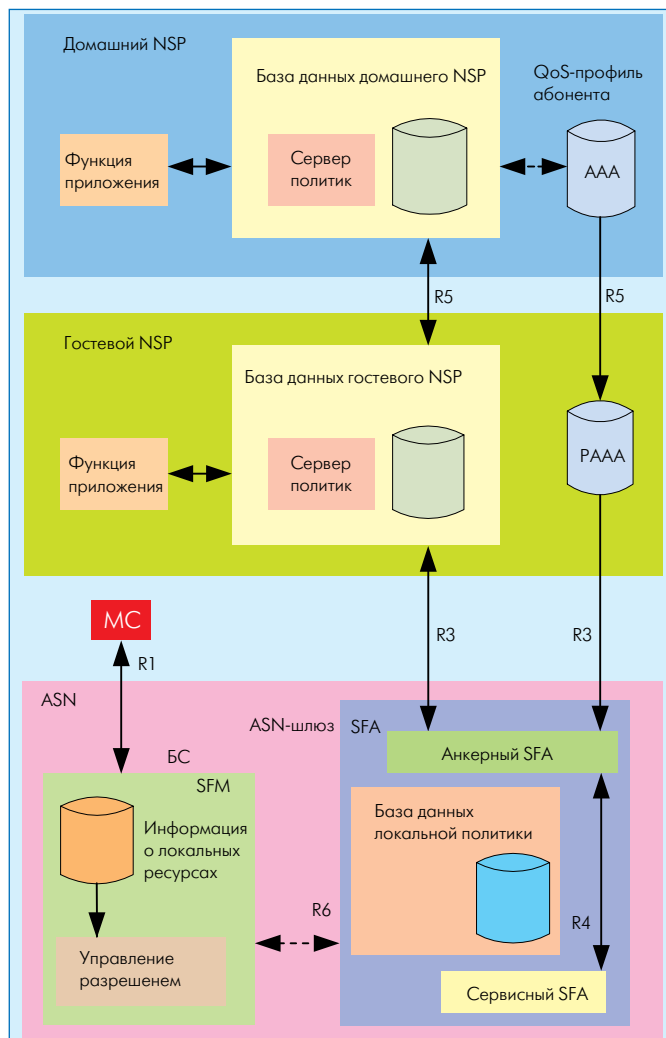 Домашний NSP
База данных домашнего NSP
QoS-профиль
абонента
Функция
приложения
Сервер
политик
AAA
R5
R5
Гостевой NSP
База данных гостевого NSP
Функция
приложения
Сервер
политик
PAAA
МС
R1
R3
R3
ASN
ASN-шлюз
SFA
Анкерный SFA
БС
SFM
Информация
о локальных
ресурсах
База данных
локальной политики
R6
R4
Управление
разрешенем
Сервисный SFA